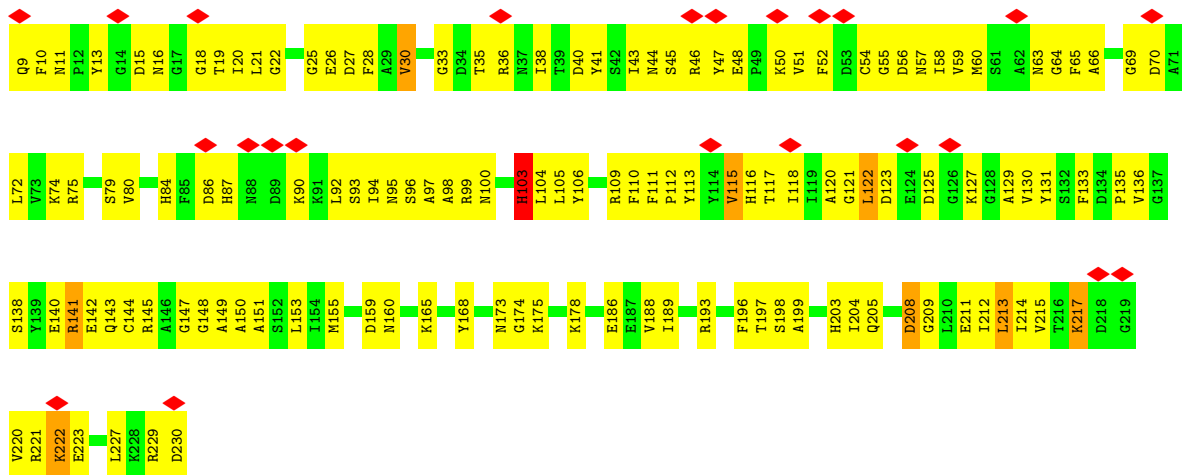 Q9 F10 N11 P12 Y13 G14 D15 N16 G17 G18 T19 I20 L21 G22 G25 E26 D27 F28 A29 V30 G33 D34 T35 R36 N37 I38 T39 D40 Y41 S42 I43 N44 S45 R46 Y47 E48 P49 K50 V51 F52 D53 C54 G55 D56 N57 I58 V59 M60 S61 A62 N63 G64 F65 A66 G69 D70 A71
L72 V73 K74 R75 S79 V80 H84 F85 D86 H87 N88 D89 K90 K91 L92 S93 I94 N95 S96 A97 A98 R99 N100 H103 L104 L105 Y106 R109 F110 F111 P112 Y113 Y114 V115 H116 T117 I118 I119 A120 G121 L122 D123 E124 D125 G126 K127 G128 A129 V130 Y131 S132 F133 D134 P135 V136 G137
S138 Y139 E140 R141 E142 Q143 C144 R145 A146 G147 G148 A149 A150 A151 S152 L153 I154 M155 D159 N160 K165 Y168 N173 G174 K175 K178 E186 E187 V188 I189 R193 F196 T197 S198 A199 H203 I204 Q205 D208 G209 L210 E211 I212 L213 I214 V215 T216 K217 D218 G219
V220 R221 K222 E223 L227 K228 R229 D230